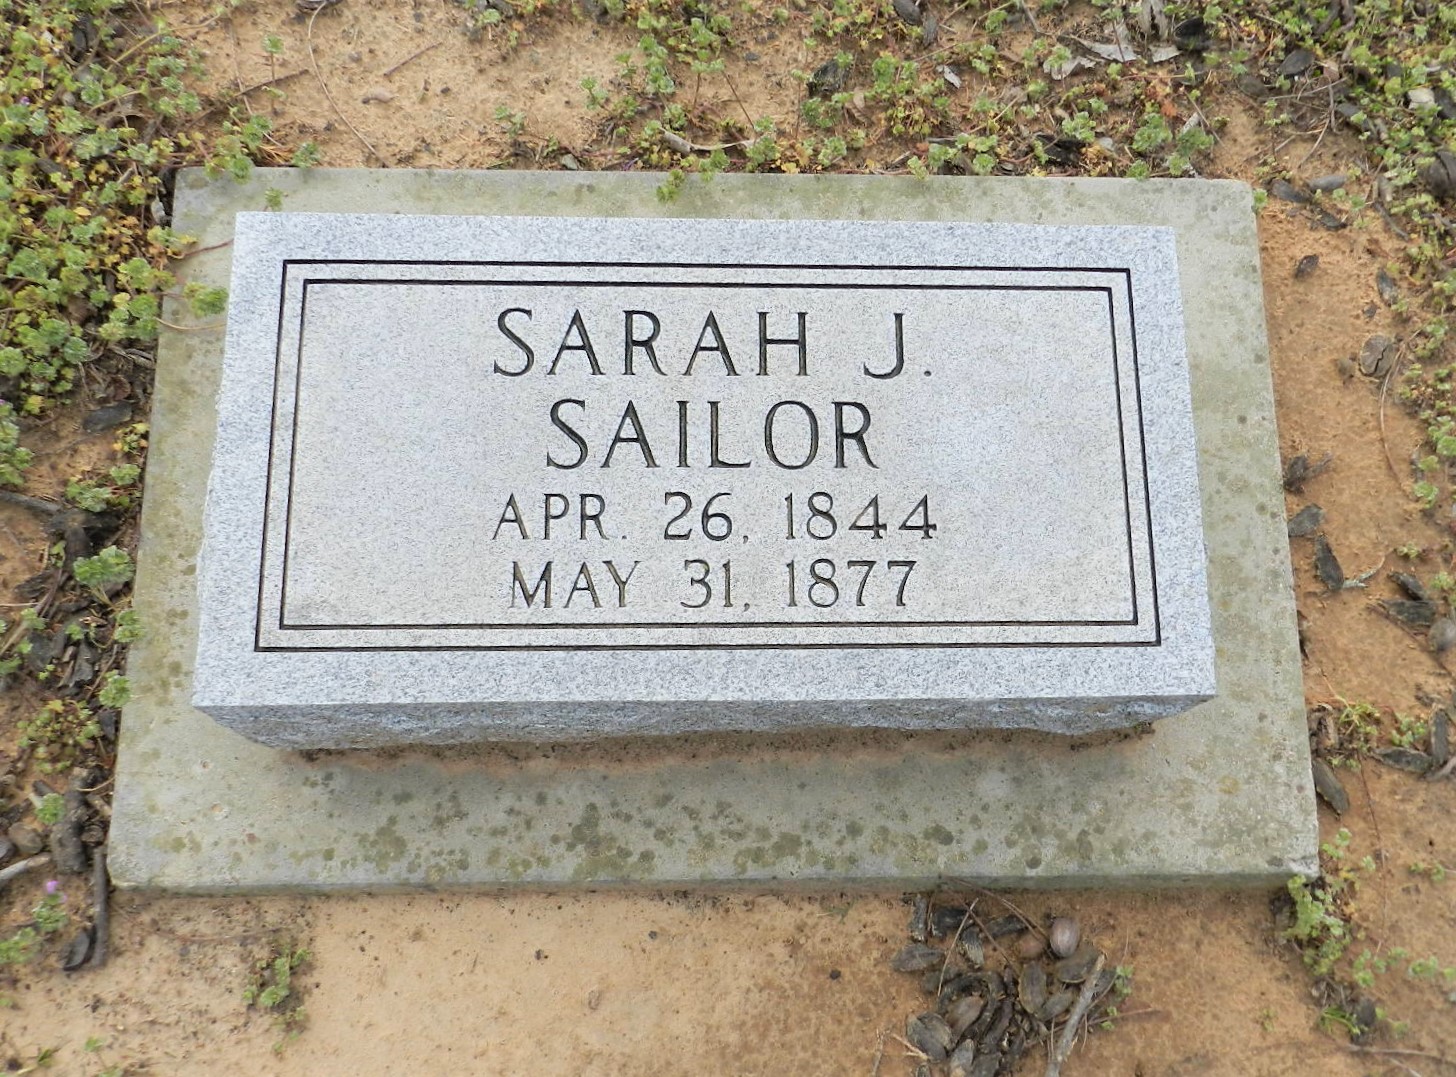 SARAH J.
SAILOR
APR. 26, 1844
MAY 31, 1877